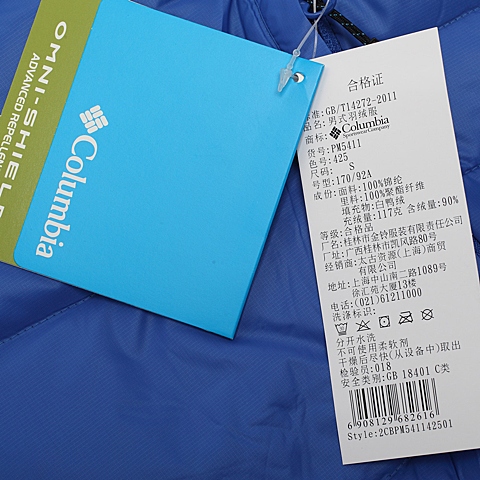 OMNI-SHIELD
ADVANCED REPELLEN
Columbia
合格证
标准: GB/T14272-2011
品名: 男式羽绒服
商标: Columbia
Sportswear Company
货号: PM5411
色号: 425
尺码: S
号型: 170/92A
成份: 面料: 100%锦纶
里料: 100%聚酯纤维
填充物: 白鸭绒
充绒量: 117克 含绒量: 90%
等级: 合格品
厂名: 桂林市金铃服装有限责任公司
厂址: 广西桂林市凯风路80号
经销商: 太古资源(上海)商贸
有限公司
地址: 上海中山南二路1089号
徐汇苑大厦13楼
电话: (021)61211000
洗涤标识:
分开水洗
不可使用柔软剂
干燥后尽快(从设备中)取出
检验员: 018
安全类别: GB 18401 C类
6908129682616
Style: 2CBPM541142501